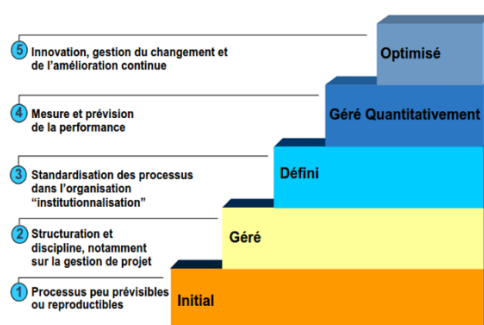 5 Innovation, gestion du changement et
de l'amélioration continue
Optimisé
4 Mesure et prévision
de la performance
Géré Quantitativement
3 Standardisation des processus
dans l'organisation
"institutionnalisation"
Défini
2 Structuration et
discipline, notamment
sur la gestion de projet
Géré
1 Processus peu prévisibles
ou reproductibles
Initial